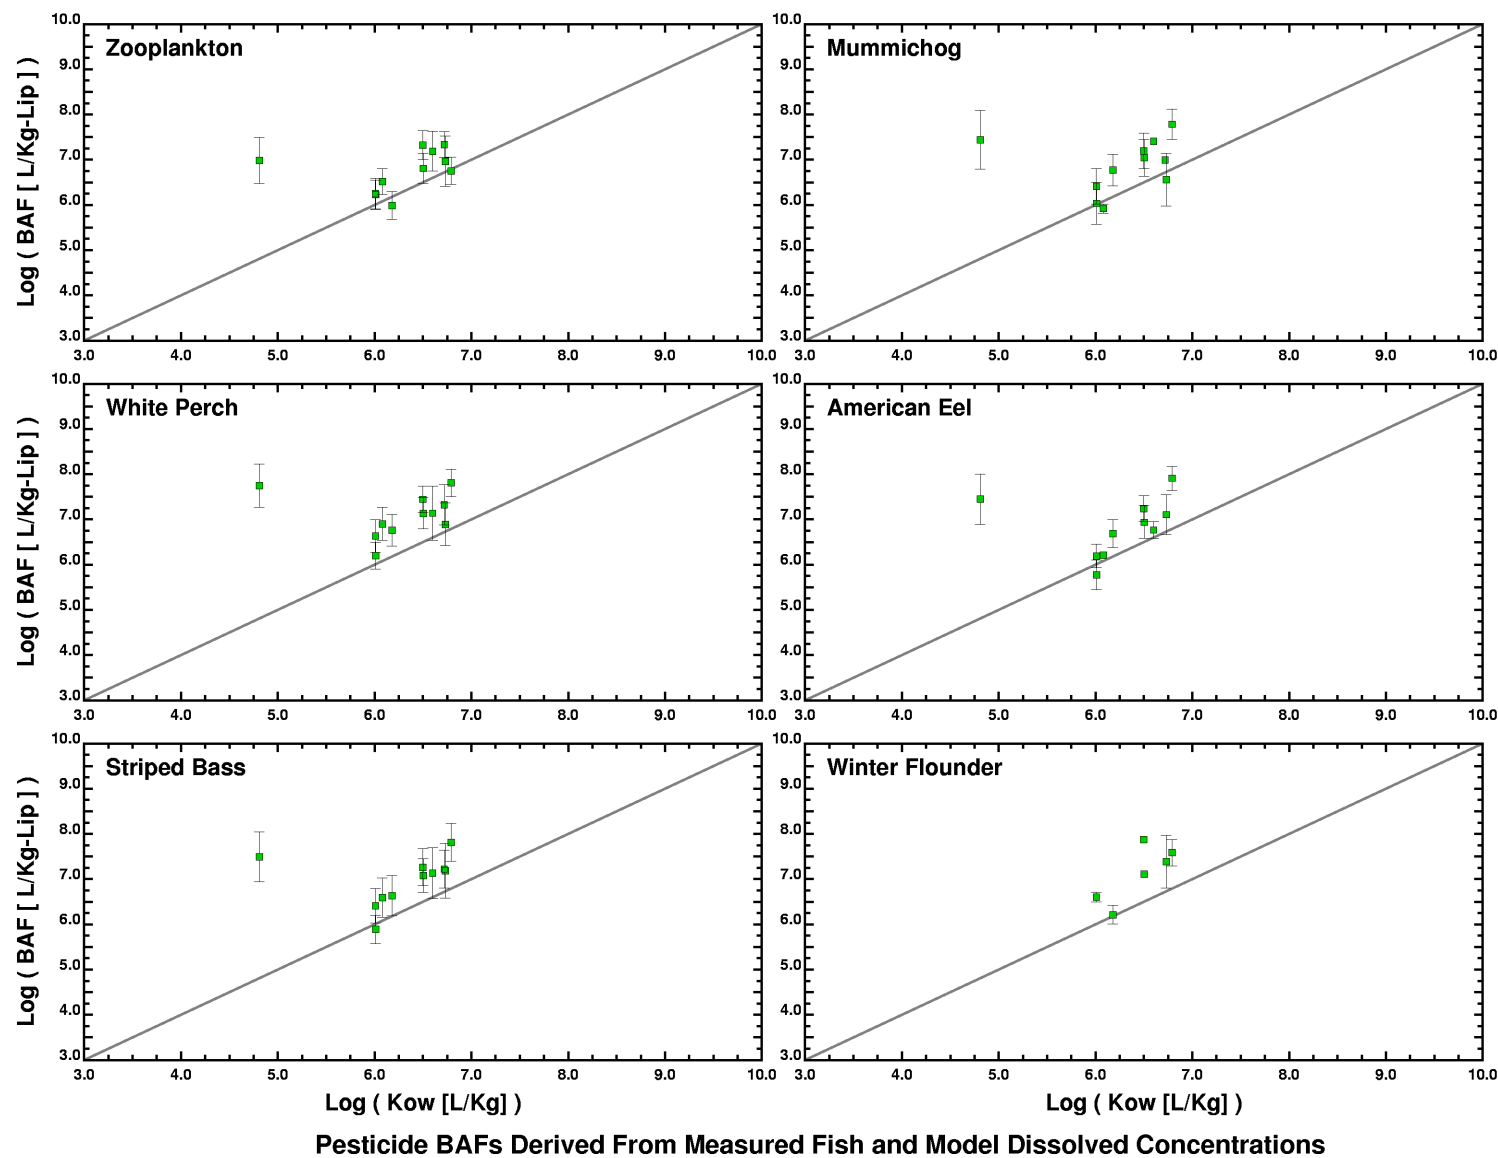 Zooplankton
Log ( BAF [ L/Kg-Lip ] )
10.0
9.0
8.0
7.0
6.0
5.0
4.0
3.0
3.0 4.0 5.0 6.0 7.0 8.0 9.0 10.0
Mummichog
10.0
9.0
8.0
7.0
6.0
5.0
4.0
3.0
3.0 4.0 5.0 6.0 7.0 8.0 9.0 10.0
White Perch
Log ( BAF [ L/Kg-Lip ] )
10.0
9.0
8.0
7.0
6.0
5.0
4.0
3.0
3.0 4.0 5.0 6.0 7.0 8.0 9.0 10.0
American Eel
10.0
9.0
8.0
7.0
6.0
5.0
4.0
3.0
3.0 4.0 5.0 6.0 7.0 8.0 9.0 10.0
Striped Bass
Log ( BAF [ L/Kg-Lip ] )
10.0
9.0
8.0
7.0
6.0
5.0
4.0
3.0
3.0 4.0 5.0 6.0 7.0 8.0 9.0 10.0
Log ( Kow [L/Kg] )
Winter Flounder
10.0
9.0
8.0
7.0
6.0
5.0
4.0
3.0
3.0 4.0 5.0 6.0 7.0 8.0 9.0 10.0
Log ( Kow [L/Kg] )
Pesticide BAFs Derived From Measured Fish and Model Dissolved Concentrations